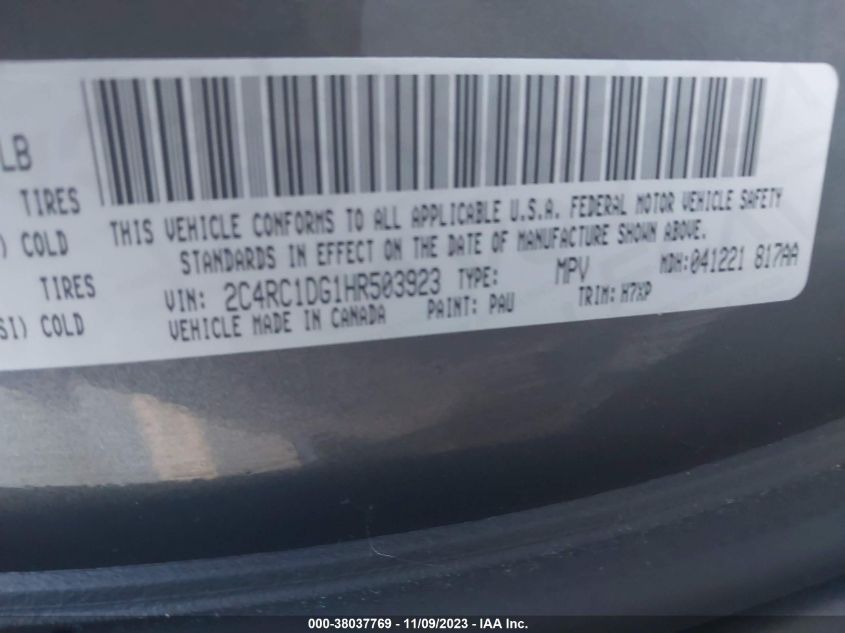 LB
TIRES
) COLD
TIRES
SI) COLD
THIS VEHICLE CONFORMS TO ALL APPLICABLE U.S.A. FEDERAL MOTOR VEHICLE SAFETY
STANDARDS IN EFFECT ON THE DATE OF MANUFACTURE SHOWN ABOVE.
VIN: 2C4RC1DG1HR503923 TYPE: MPV MDH:041221 817AA
VEHICLE MADE IN CANADA PAINT: PAU TRIM: H7XP
000-38037769 - 11/09/2023 - IAA Inc.